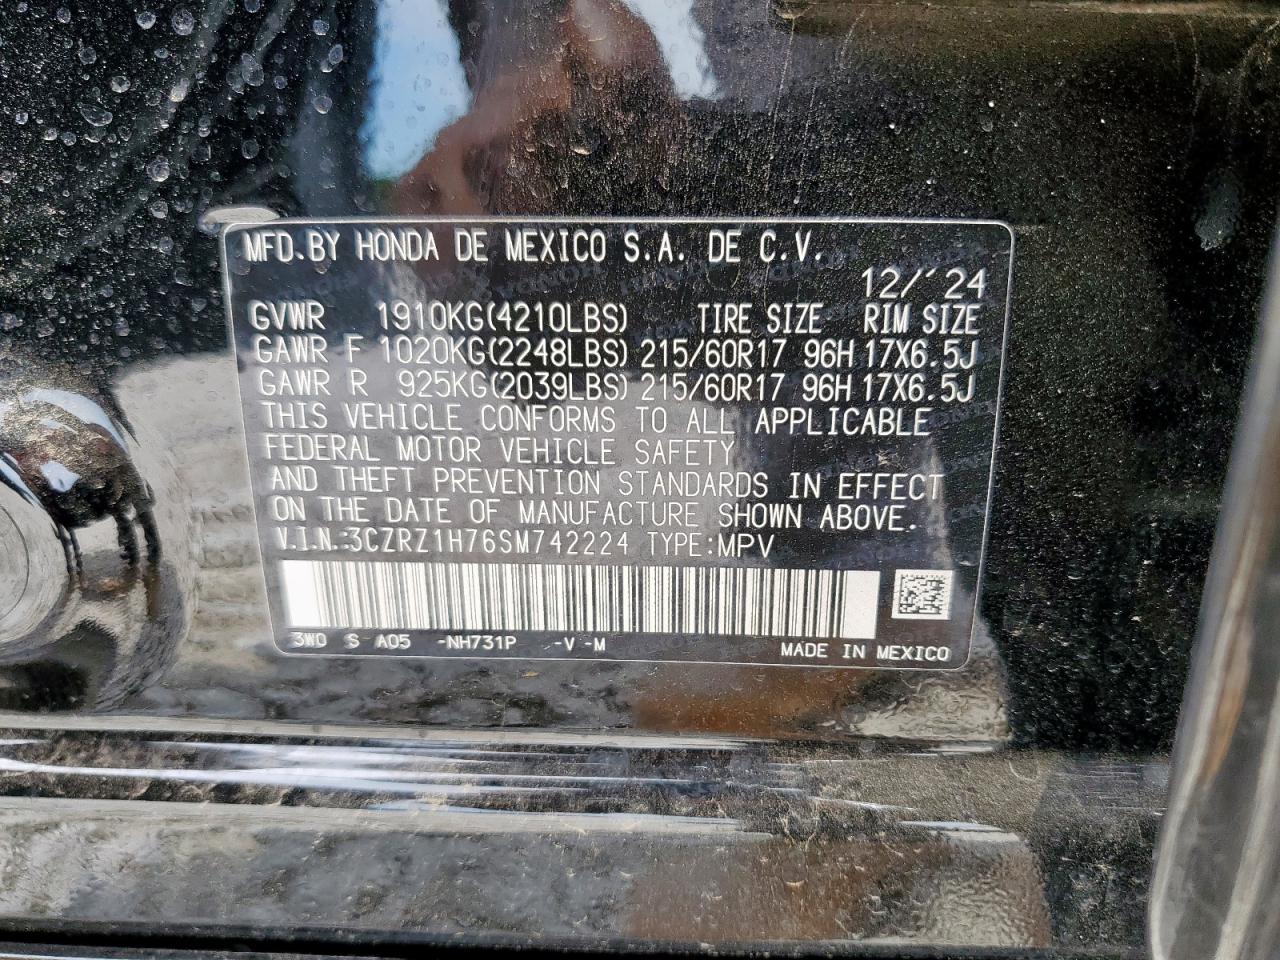 MFD.BY HONDA DE MEXICO S.A. DE C.V.
12/'24
GVWR 1910KG(4210LBS) TIRE SIZE RIM SIZE
GAWR F 1020KG(2248LBS) 215/60R17 96H 17X6.5J
GAWR R 925KG(2039LBS) 215/60R17 96H 17X6.5J
THIS VEHICLE CONFORMS TO ALL APPLICABLE
FEDERAL MOTOR VEHICLE SAFETY
AND THEFT PREVENTION STANDARDS IN EFFECT
ON THE DATE OF MANUFACTURE SHOWN ABOVE.
V.I.N.:3CZRZ1H76SM742224 TYPE:MPV
3W0 S A05 -NH731P -V -M MADE IN MEXICO